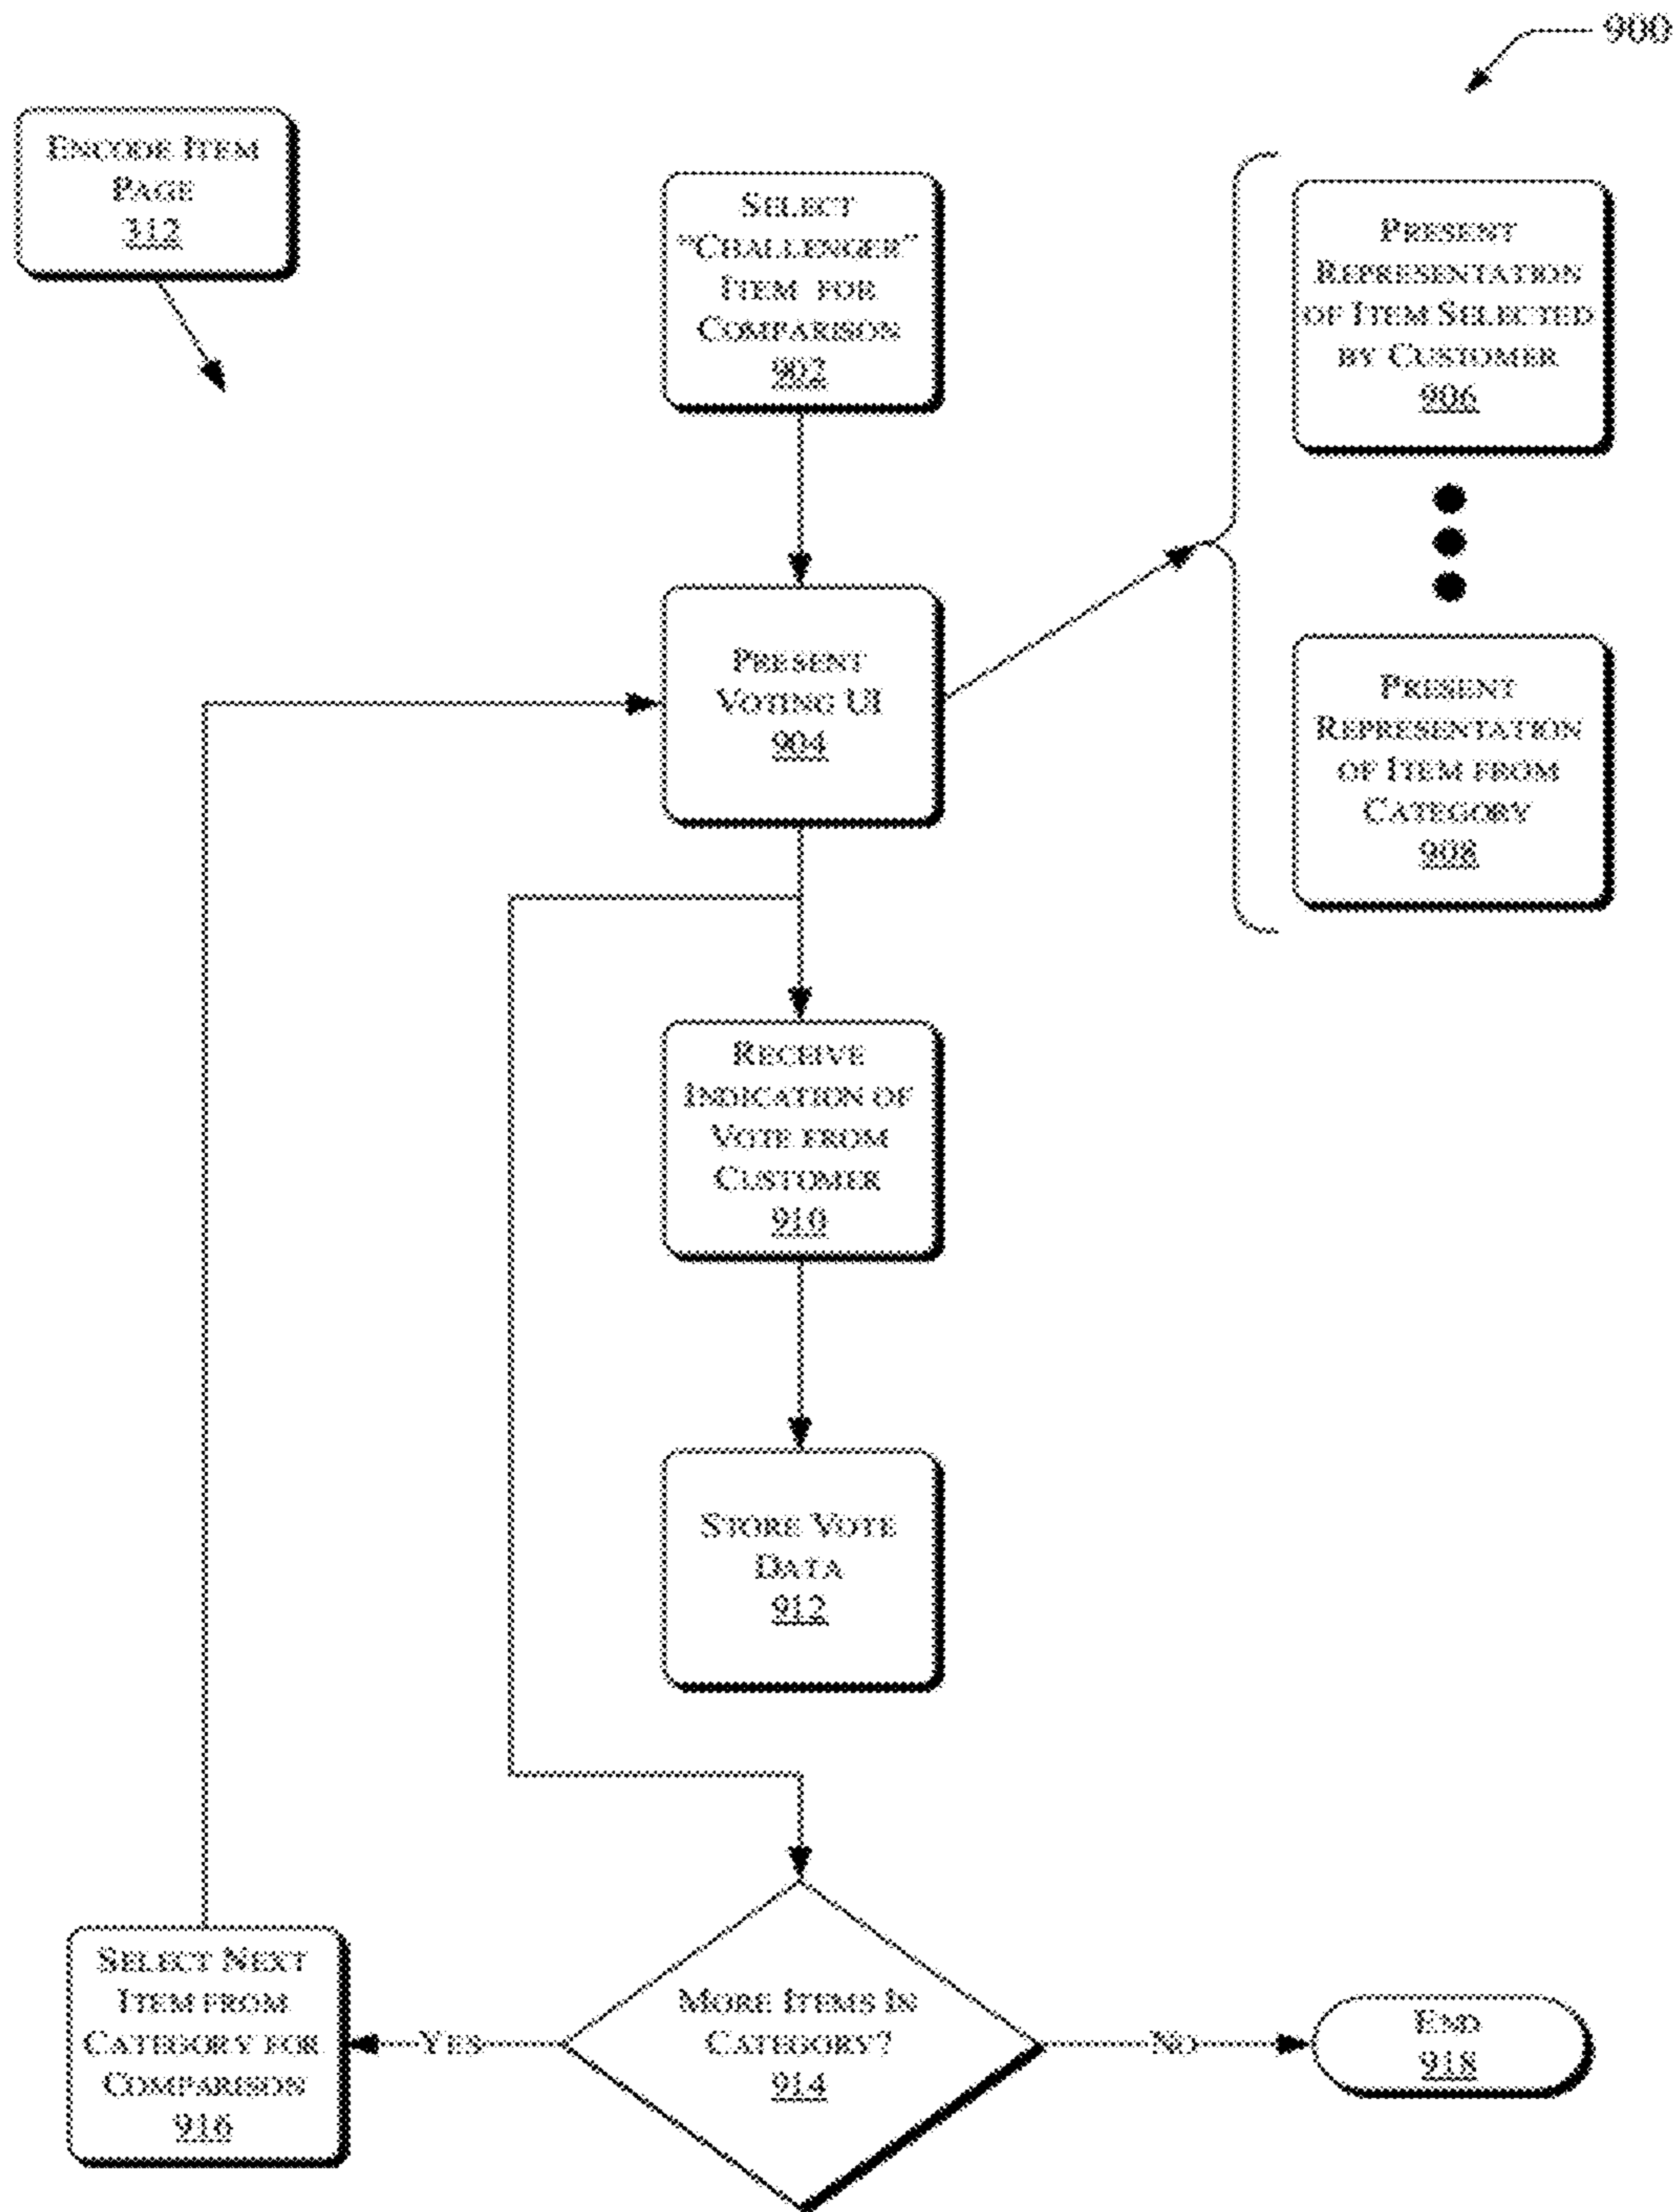 900
ENCODE ITEM
PAGE
312
SELECT
"CHALLENGER"
ITEM FOR
COMPARISON
902
PRESENT
REPRESENTATION
OF ITEM SELECTED
BY CUSTOMER
906
PRESENT
VOTING UI
904
PRESENT
REPRESENTATION
OF ITEM FROM
CATEGORY
908
RECEIVE
INDICATION OF
VOTE FROM
CUSTOMER
910
STORE VOTE
DATA
912
SELECT NEXT
ITEM FROM
CATEGORY FOR
COMPARISON
916
YES
MORE ITEMS IN
CATEGORY?
914
NO
END
918